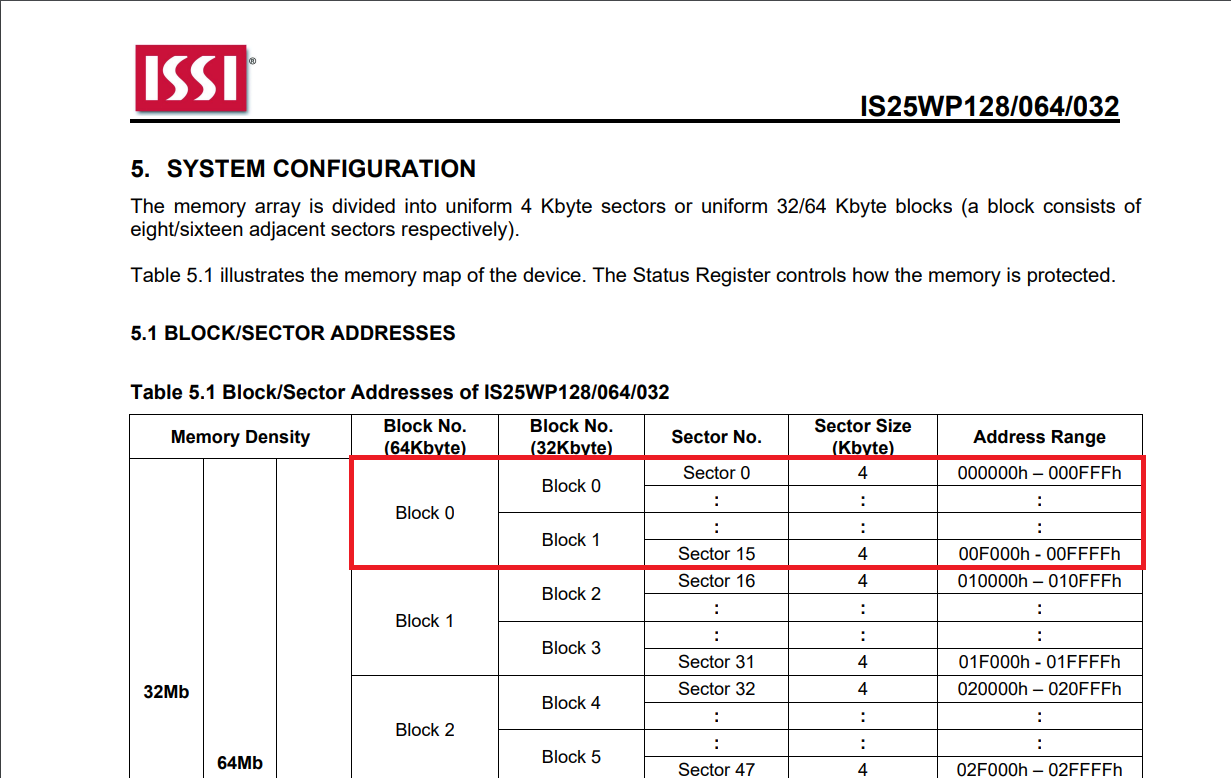 ISSI®
IS25WP128/064/032
5. SYSTEM CONFIGURATION
The memory array is divided into uniform 4 Kbyte sectors or uniform 32/64 Kbyte blocks (a block consists of
eight/sixteen adjacent sectors respectively).
Table 5.1 illustrates the memory map of the device. The Status Register controls how the memory is protected.
5.1 BLOCK/SECTOR ADDRESSES
Table 5.1 Block/Sector Addresses of IS25WP128/064/032
Memory Density Block No. (64Kbyte) Block No. (32Kbyte) Sector No. Sector Size (Kbyte) Address Range
Block 0 Block 0 Sector 0 4 000000h – 000FFFh
: : :
Block 1 : : :
Sector 15 4 00F000h - 00FFFFh
Block 1 Block 2 Sector 16 4 010000h – 010FFFh
: : :
Block 3 : : :
Sector 31 4 01F000h - 01FFFFh
32Mb Block 2 Block 4 Sector 32 4 020000h – 020FFFh
: : :
64Mb Block 5 : : :
Sector 47 4 02F000h – 02FFFFh